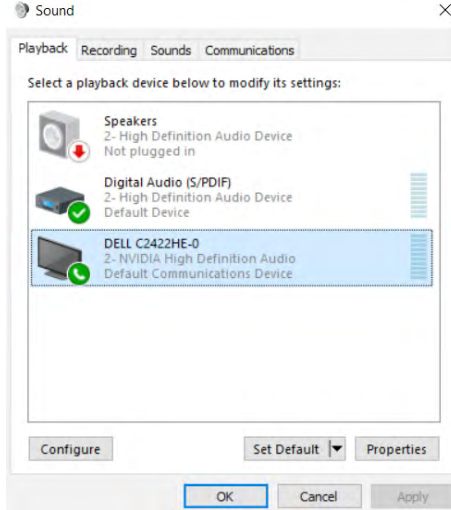 Sound
Playback Recording Sounds Communications
Select a playback device below to modify its settings:
Speakers
2- High Definition Audio Device
Not plugged in
Digital Audio (S/PDIF)
2- High Definition Audio Device
Default Device
DELL C2422HE-0
2- NVIDIA High Definition Audio
Default Communications Device
Configure Set Default Properties
OK Cancel Apply